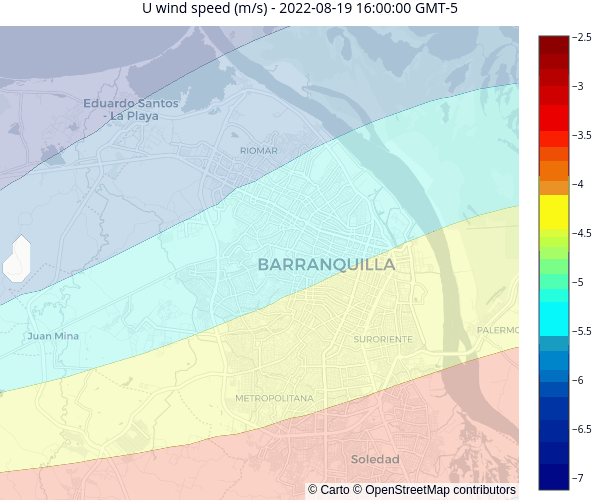 U wind speed (m/s) - 2022-08-19 16:00:00 GMT-5
−2.5
−3
−3.5
−4
−4.5
−5
−5.5
−6
−6.5
−7
Eduardo Santos
- La Playa
RIOMAR
BARRANQUILLA
Juan Mina
SURORIENTE
PALERMO
METROPOLITANA
Soledad
© Carto © OpenStreetMap contributors